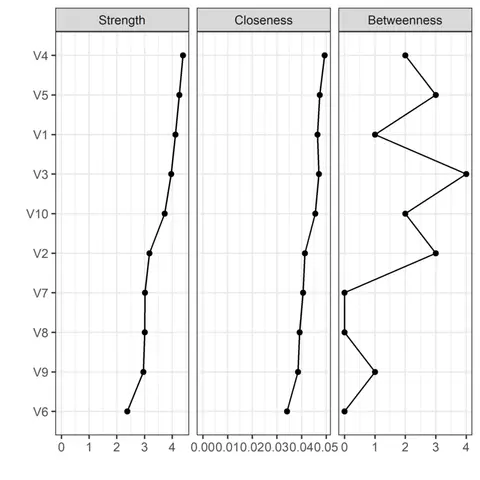 Strength Closeness Betweenness
V4
V5
V1
V3
V10
V2
V7
V8
V9
V6
0 1 2 3 4 0.000.010.020.030.040.05 0 1 2 3 4